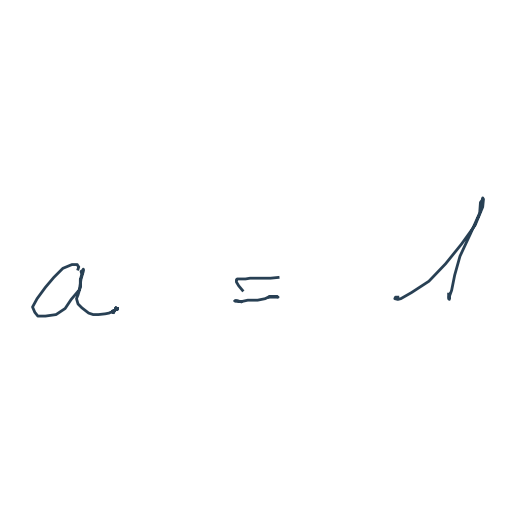 a = 1